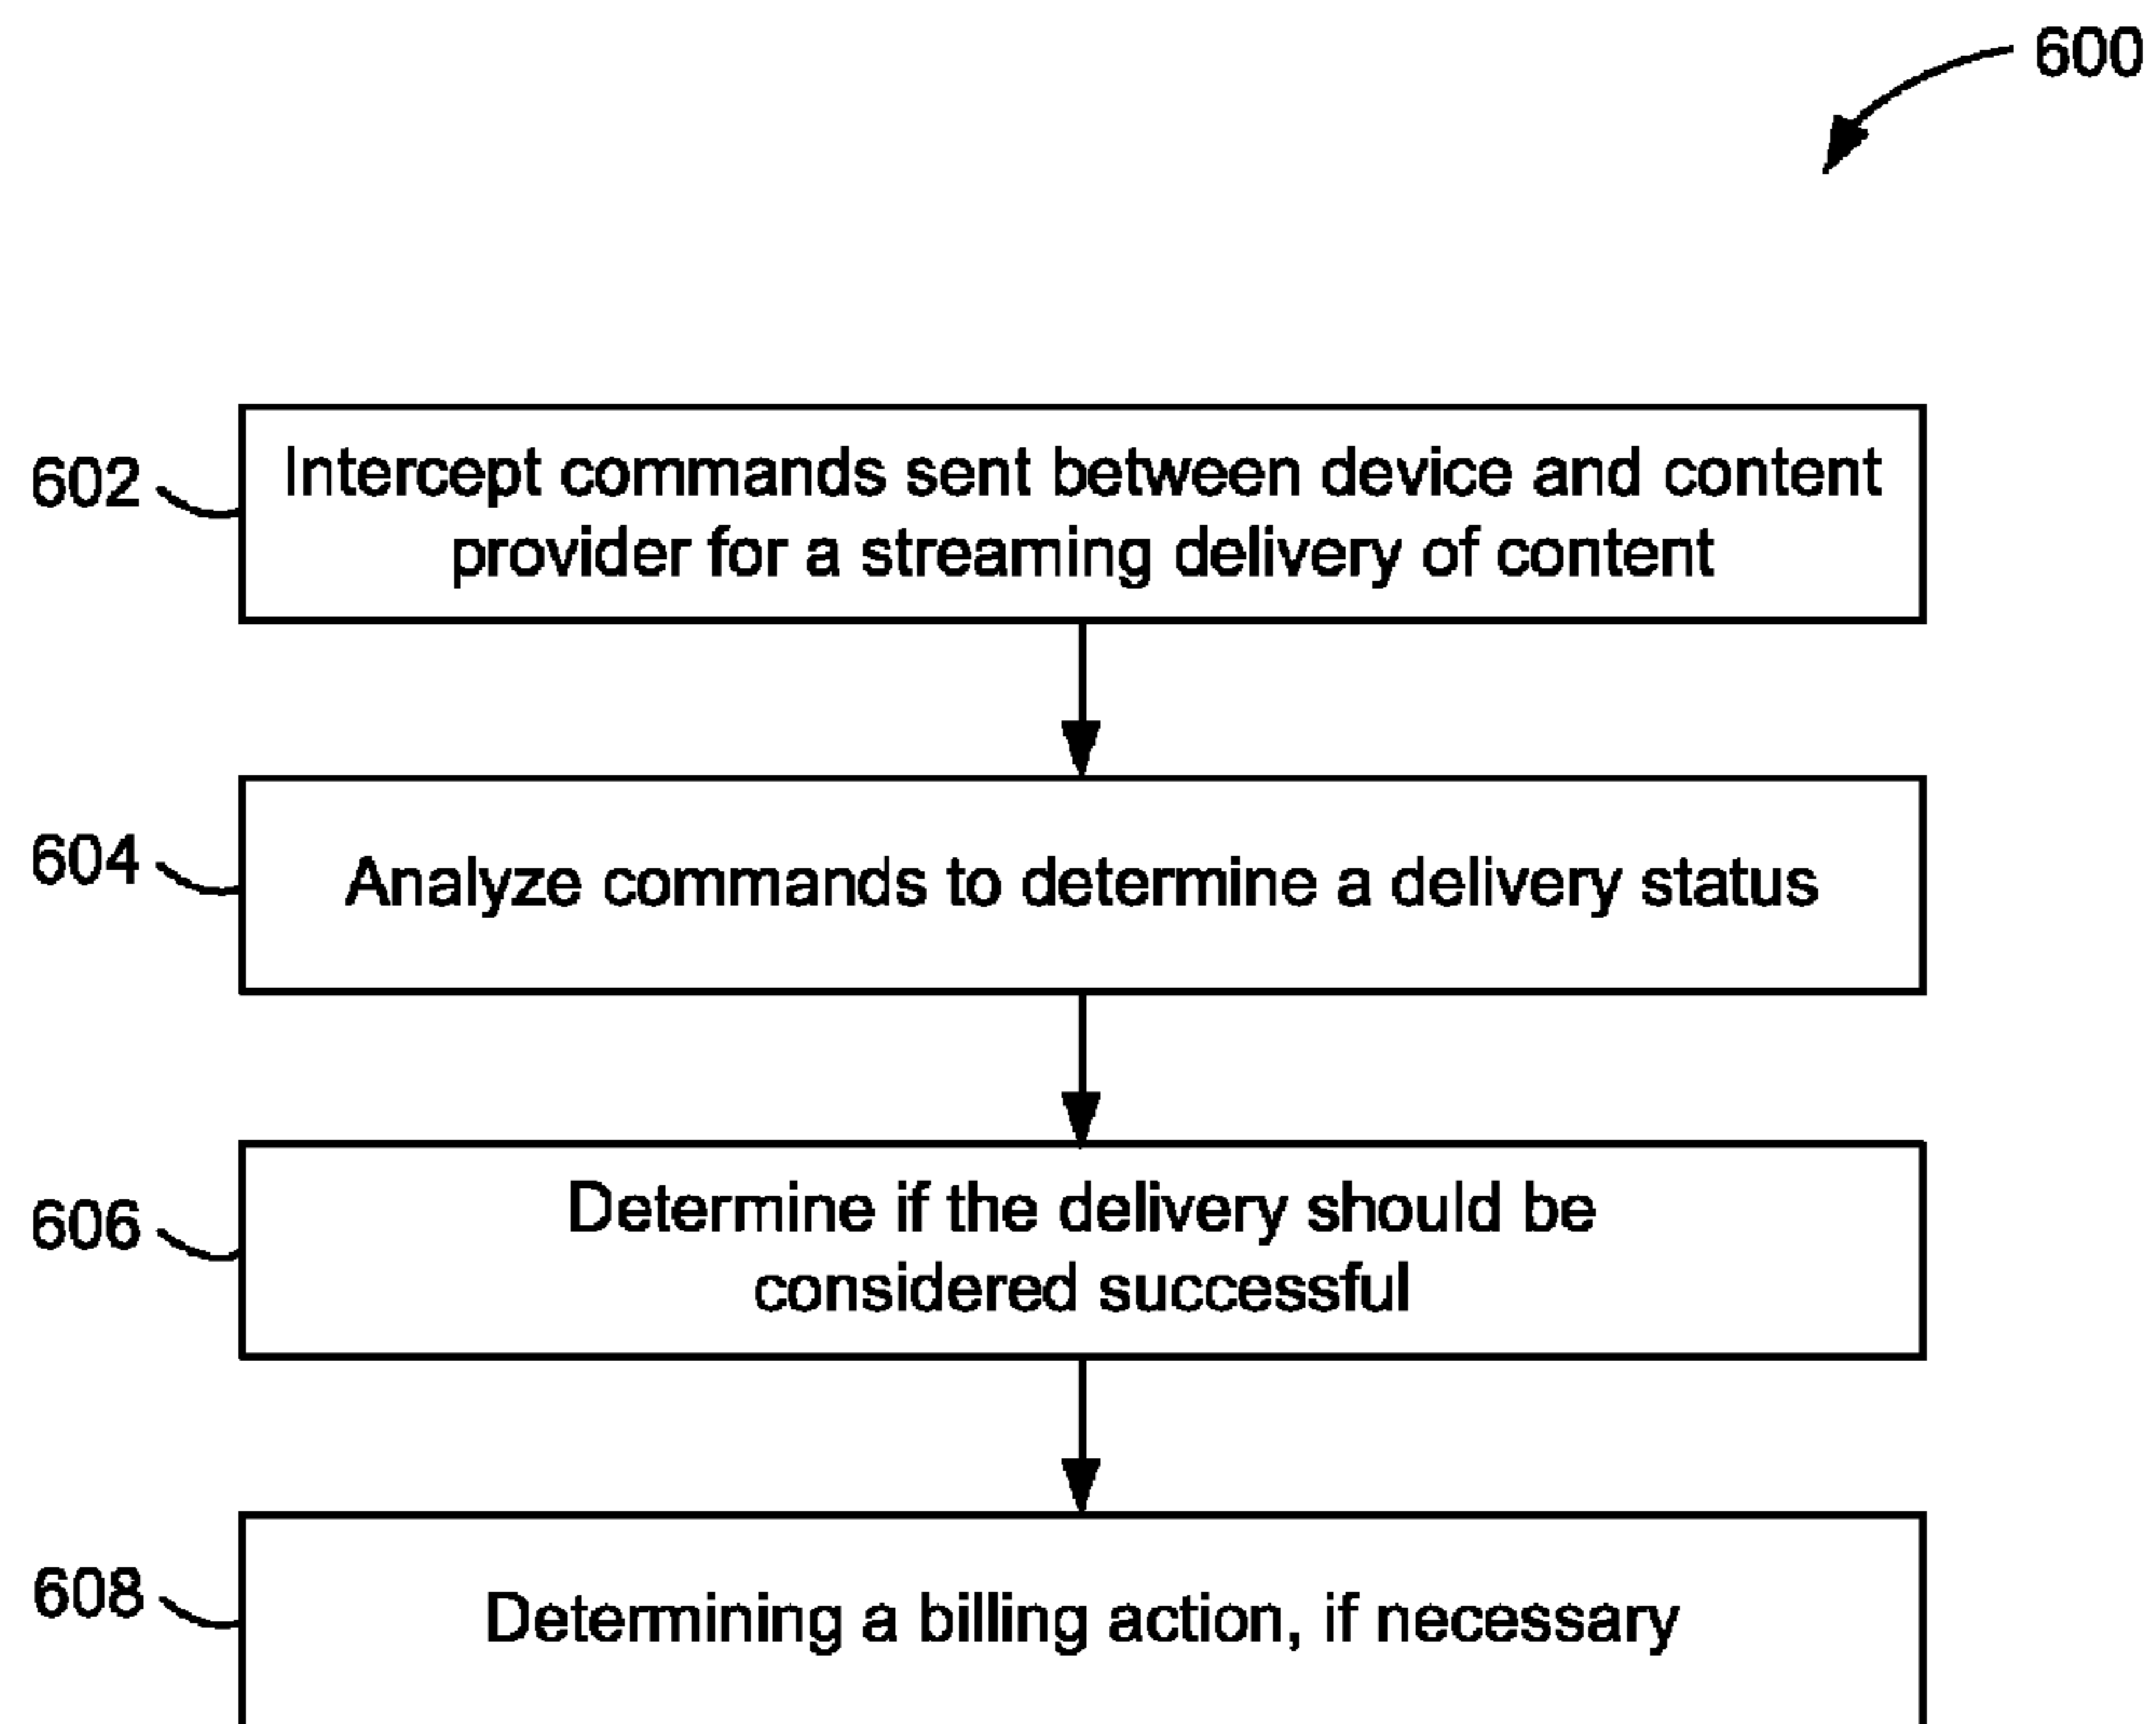 600
602
Intercept commands sent between device and content
provider for a streaming delivery of content
604
Analyze commands to determine a delivery status
606
Determine if the delivery should be
considered successful
608
Determining a billing action, if necessary